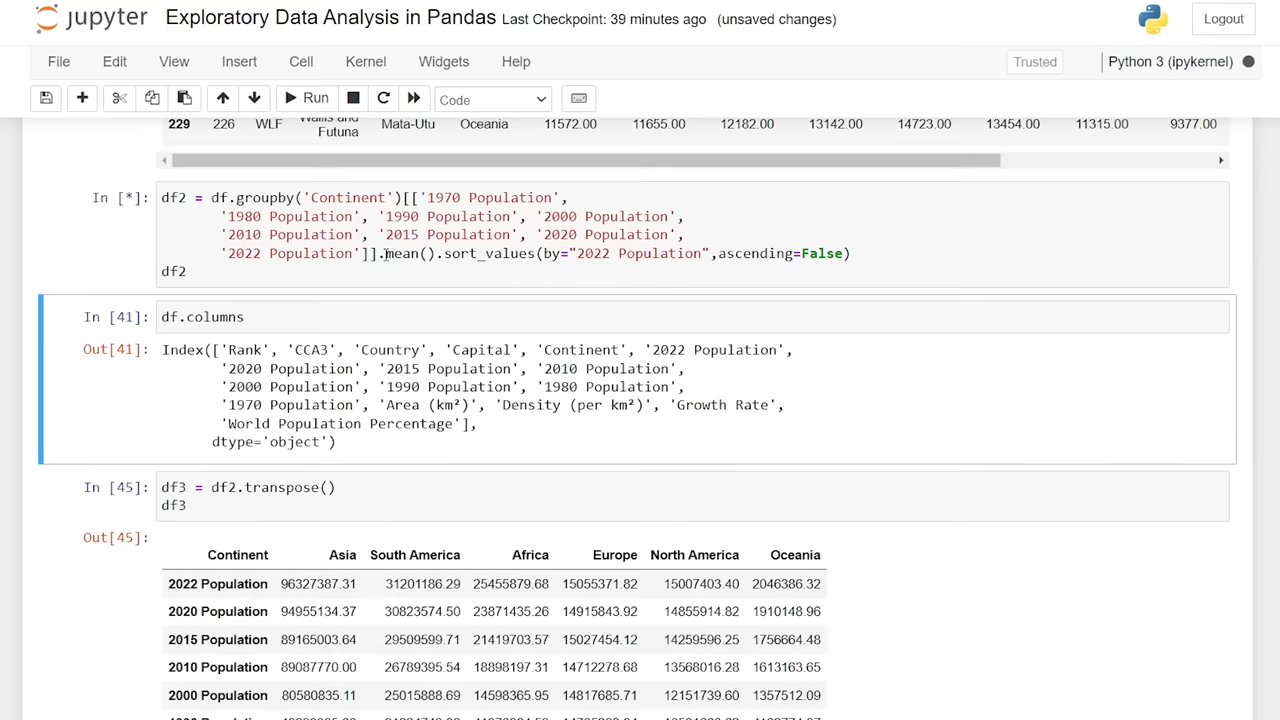 jupyter Exploratory Data Analysis in Pandas Last Checkpoint: 39 minutes ago (unsaved changes) Logout
File Edit View Insert Cell Kernel Widgets Help Trusted Python 3 (ipykernel)
Run Code
229 226 WLF Wallis and Futuna Mata-Utu Oceania 11572.00 11655.00 12182.00 13142.00 14723.00 13454.00 11315.00 9377.00
In [*]: df2 = df.groupby('Continent')[['1970 Population',
'1980 Population', '1990 Population', '2000 Population',
'2010 Population', '2015 Population', '2020 Population',
'2022 Population']].mean().sort_values(by="2022 Population",ascending=False)
df2
In [41]: df.columns
Out[41]: Index(['Rank', 'CCA3', 'Country', 'Capital', 'Continent', '2022 Population',
'2020 Population', '2015 Population', '2010 Population',
'2000 Population', '1990 Population', '1980 Population',
'1970 Population', 'Area (km²)', 'Density (per km²)', 'Growth Rate',
'World Population Percentage'],
dtype='object')
In [45]: df3 = df2.transpose()
df3
Out[45]:
Continent Asia South America Africa Europe North America Oceania
2022 Population 96327387.31 31201186.29 25455879.68 15055371.82 15007403.40 2046386.32
2020 Population 94955134.37 30823574.50 23871435.26 14915843.92 14855914.82 1910148.96
2015 Population 89165003.64 29509599.71 21419703.57 15027454.12 14259596.25 1756664.48
2010 Population 89087770.00 26789395.54 18898197.31 14712278.68 13568016.28 1613163.65
2000 Population 80580835.11 25015888.69 14598365.95 14817685.71 12151739.60 1357512.09